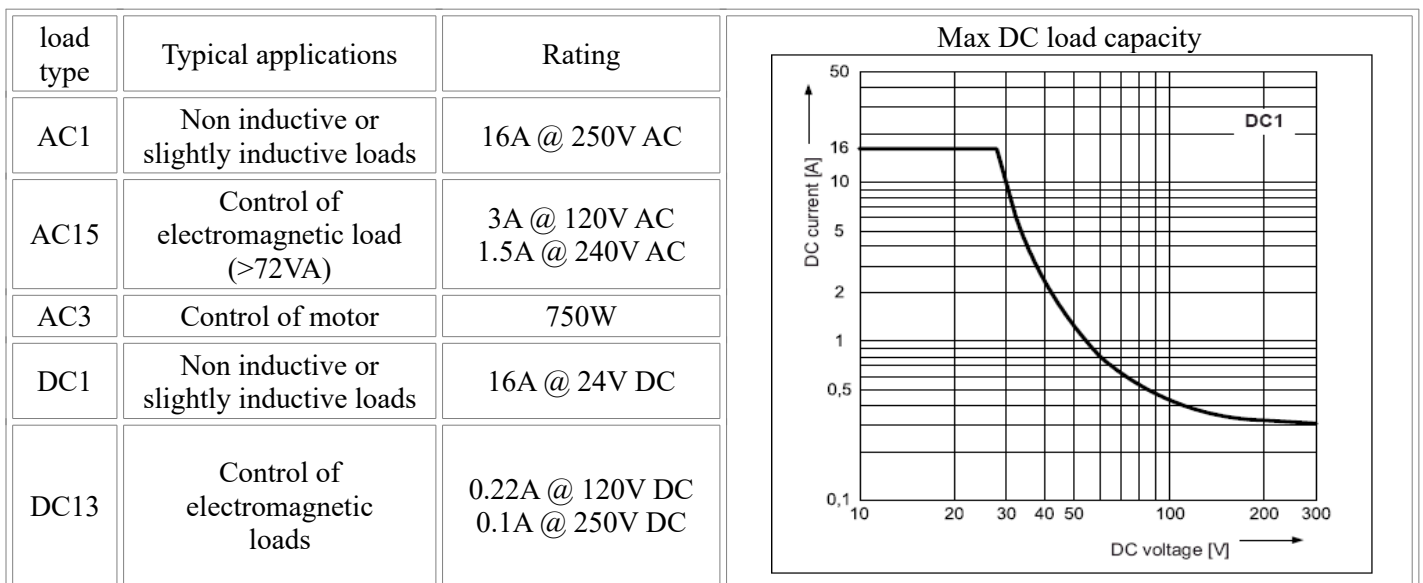 load
type
Typical applications
Rating
AC1
Non inductive or
slightly inductive loads
16A @ 250V AC
AC15
Control of
electromagnetic load
(>72VA)
3A @ 120V AC
1.5A @ 240V AC
AC3
Control of motor
750W
DC1
Non inductive or
slightly inductive loads
16A @ 24V DC
DC13
Control of
electromagnetic
loads
0.22A @ 120V DC
0.1A @ 250V DC
Max DC load capacity
DC1
DC current [A]
50
16
10
5
2
1
0,5
0,1
10 20 30 40 50 100 200 300
DC voltage [V]